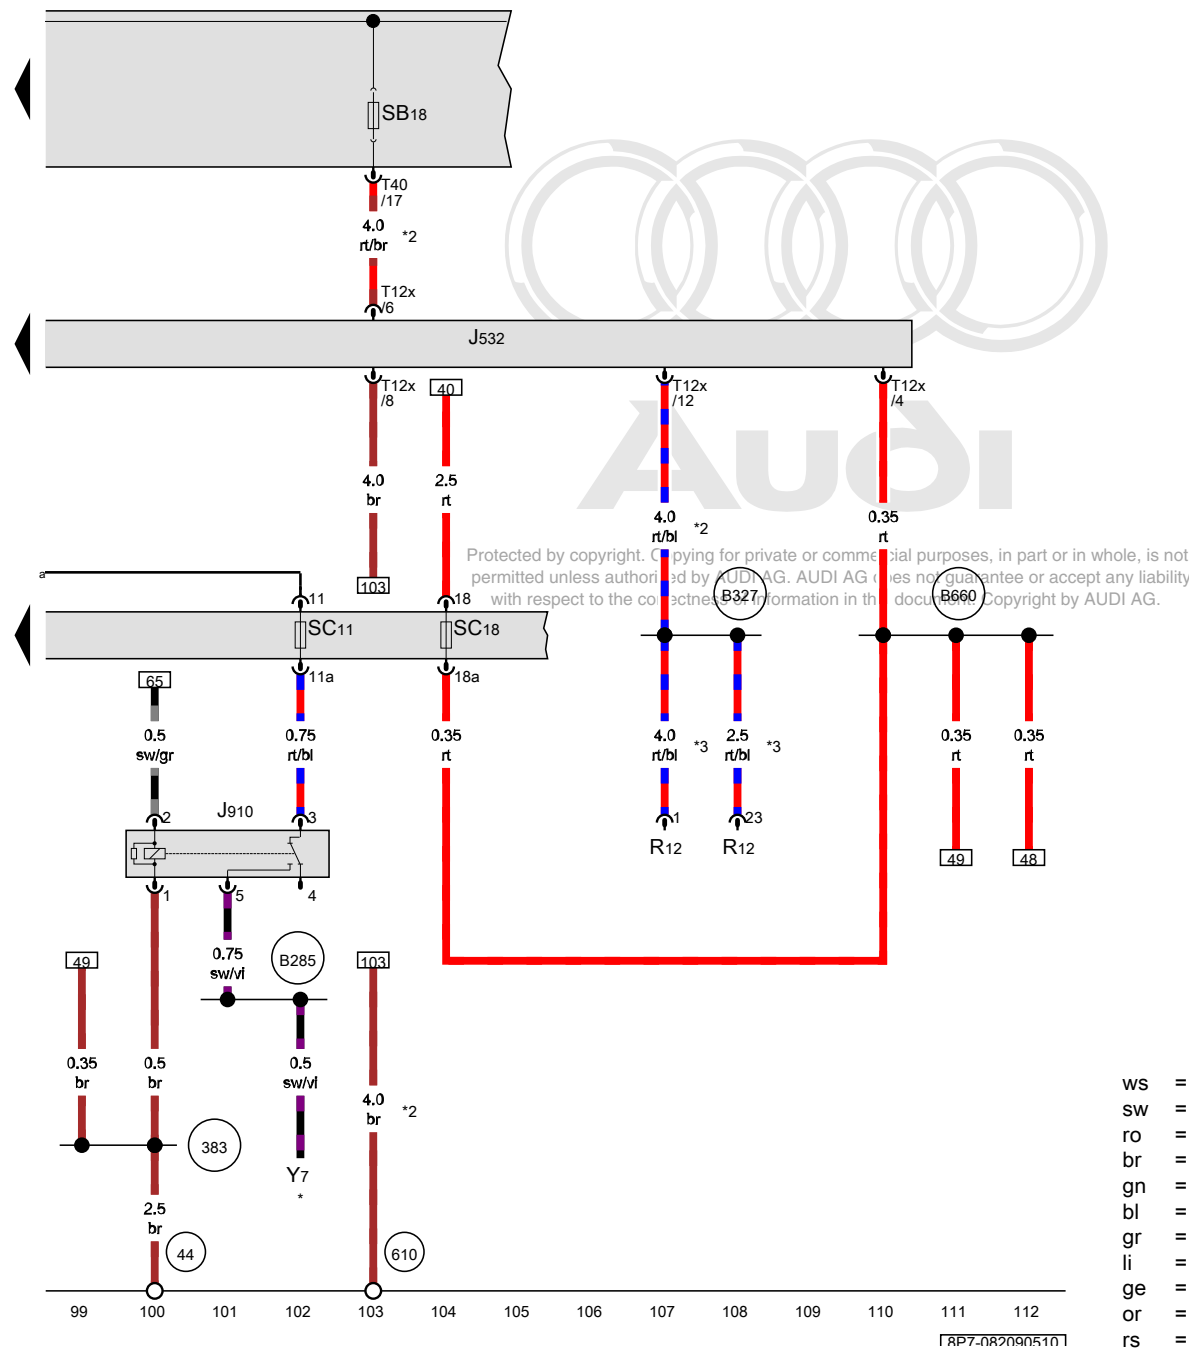 SB18
T40
/17
4.0
rt/br *2
T12x
/6
J532
T12x
/8
40
T12x
/12
T12x
/4
AUDI
4.0
br
2.5
rt
4.0
rt/bl *2
0.35
rt
Protected by copyright. Copying for private or commercial purposes, in part or in whole, is not
permitted unless authorised by AUDI AG. AUDI AG does not guarantee or accept any liability
with respect to the correctness of information in this document. Copyright by AUDI AG.
a
103
11
18
B327
B660
SC11
SC18
65
11a
18a
0.5
sw/gr
0.75
rt/bl
0.35
rt
4.0
rt/bl *3
2.5
rt/bl *3
0.35
rt
0.35
rt
J910
2
3
1
23
R12
R12
49
48
1
5
4
49
0.75
sw/vi
B285
103
0.35
br
0.5
br
0.5
sw/vi
4.0
br *2
383
Y7
*
2.5
br
44
610
99 100 101 102 103 104 105 106 107 108 109 110 111 112
8P7-082090510
ws =
sw =
ro =
br =
gn =
bl =
gr =
li =
ge =
or =
rs =